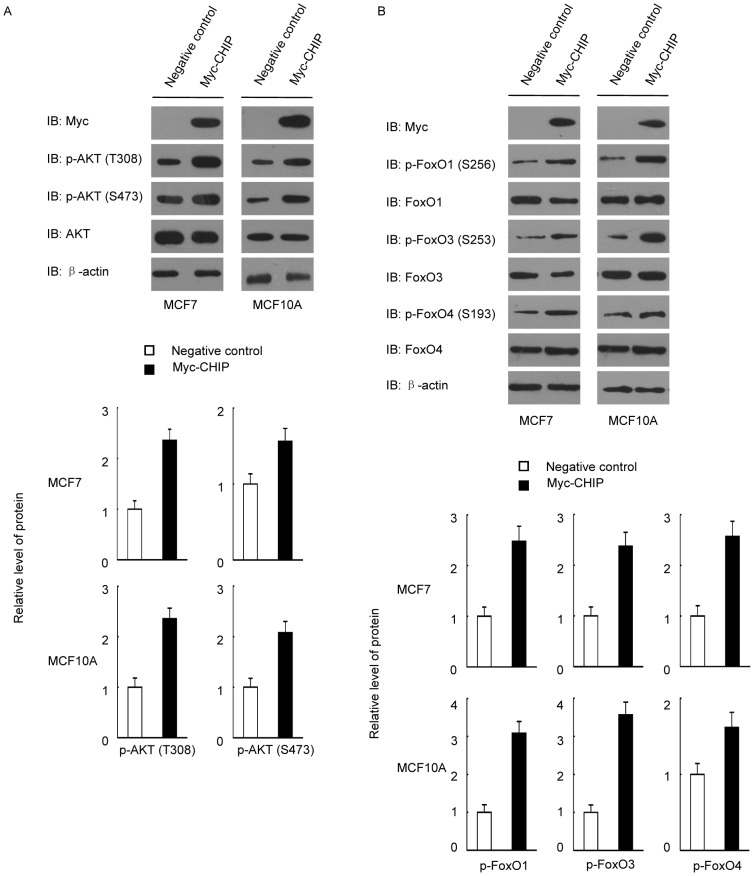 A
Negative control
Myc-CHIP
Negative control
Myc-CHIP
IB: Myc
IB: p-AKT (T308)
IB: p-AKT (S473)
IB: AKT
IB: β-actin
MCF7 MCF10A
Negative control
Myc-CHIP
Relative level of protein
MCF7
3
2
1
0
2
1
0
MCF10A
3
2
1
0
3
2
1
0
p-AKT (T308) p-AKT (S473)
B
Negative control
Myc-CHIP
Negative control
Myc-CHIP
IB: Myc
IB: p-FoxO1 (S256)
IB: FoxO1
IB: p-FoxO3 (S253)
IB: FoxO3
IB: p-FoxO4 (S193)
IB: FoxO4
IB: β-actin
MCF7 MCF10A
Negative control
Myc-CHIP
Relative level of protein
MCF7
3
2
1
0
3
2
1
0
3
2
1
0
MCF10A
4
3
2
1
0
4
3
2
1
0
2
1
0
p-FoxO1 p-FoxO3 p-FoxO4